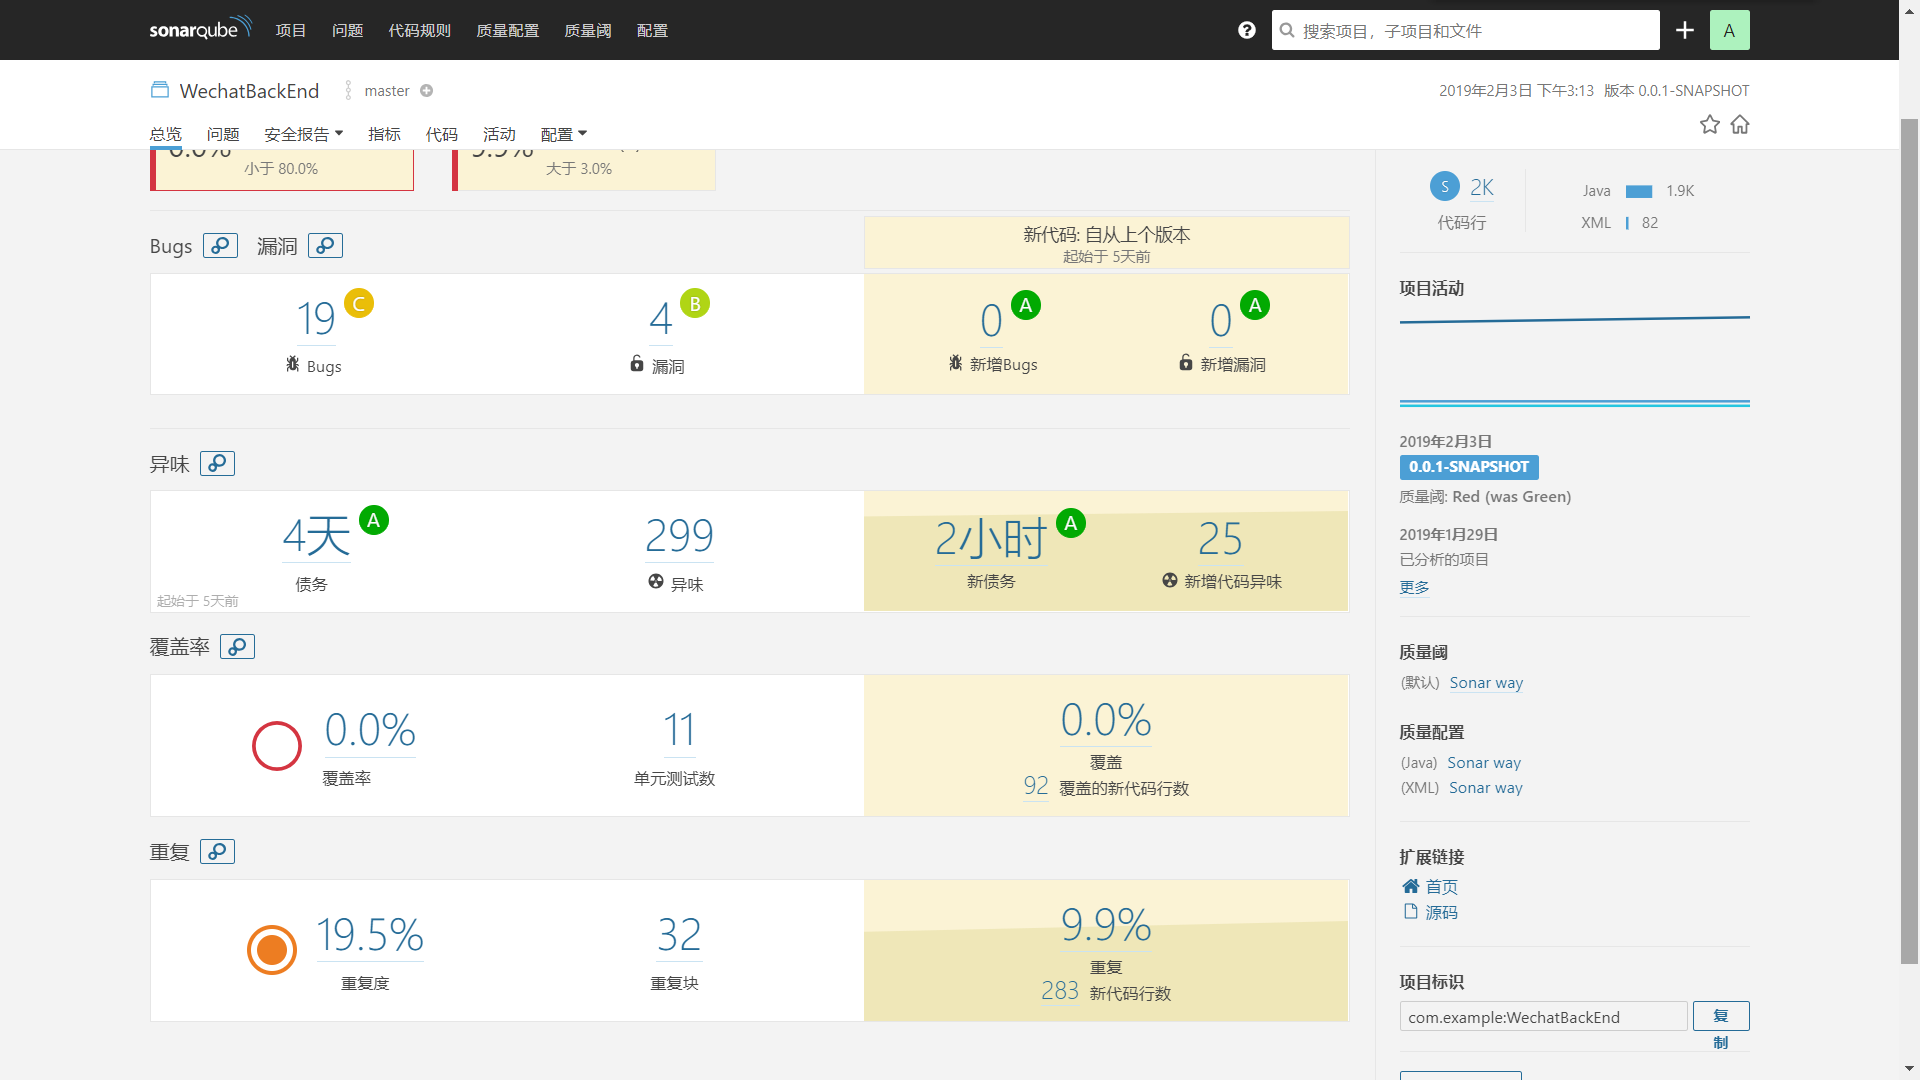 sonarqube 项目 问题 代码规则 质量配置 质量阈 配置 搜索项目，子项目和文件 A
WechatBackEnd master 2019年2月3日 下午3:13 版本 0.0.1-SNAPSHOT
总览 问题 安全报告 指标 代码 活动 配置
小于 80.0% 大于 3.0%
Bugs 漏洞
新代码: 自从上个版本
起始于 5天前
19 C 4 B 0 A 0 A
Bugs 漏洞 新增Bugs 新增漏洞
异味
4天 A 299 2小时 A 25
债务 异味 新债务 新增代码异味
起始于 5天前
覆盖率
0.0% 11 0.0%
覆盖率 单元测试数 覆盖
92 覆盖的新代码行数
重复
19.5% 32 9.9%
重复度 重复块 重复
283 新代码行数
S 2K
代码行
Java 1.9K
XML 82
项目活动
2019年2月3日
0.0.1-SNAPSHOT
质量阈: Red (was Green)
2019年1月29日
已分析的项目
更多
质量阈
(默认) Sonar way
质量配置
(Java) Sonar way
(XML) Sonar way
扩展链接
首页
源码
项目标识
com.example:WechatBackEnd 复
制